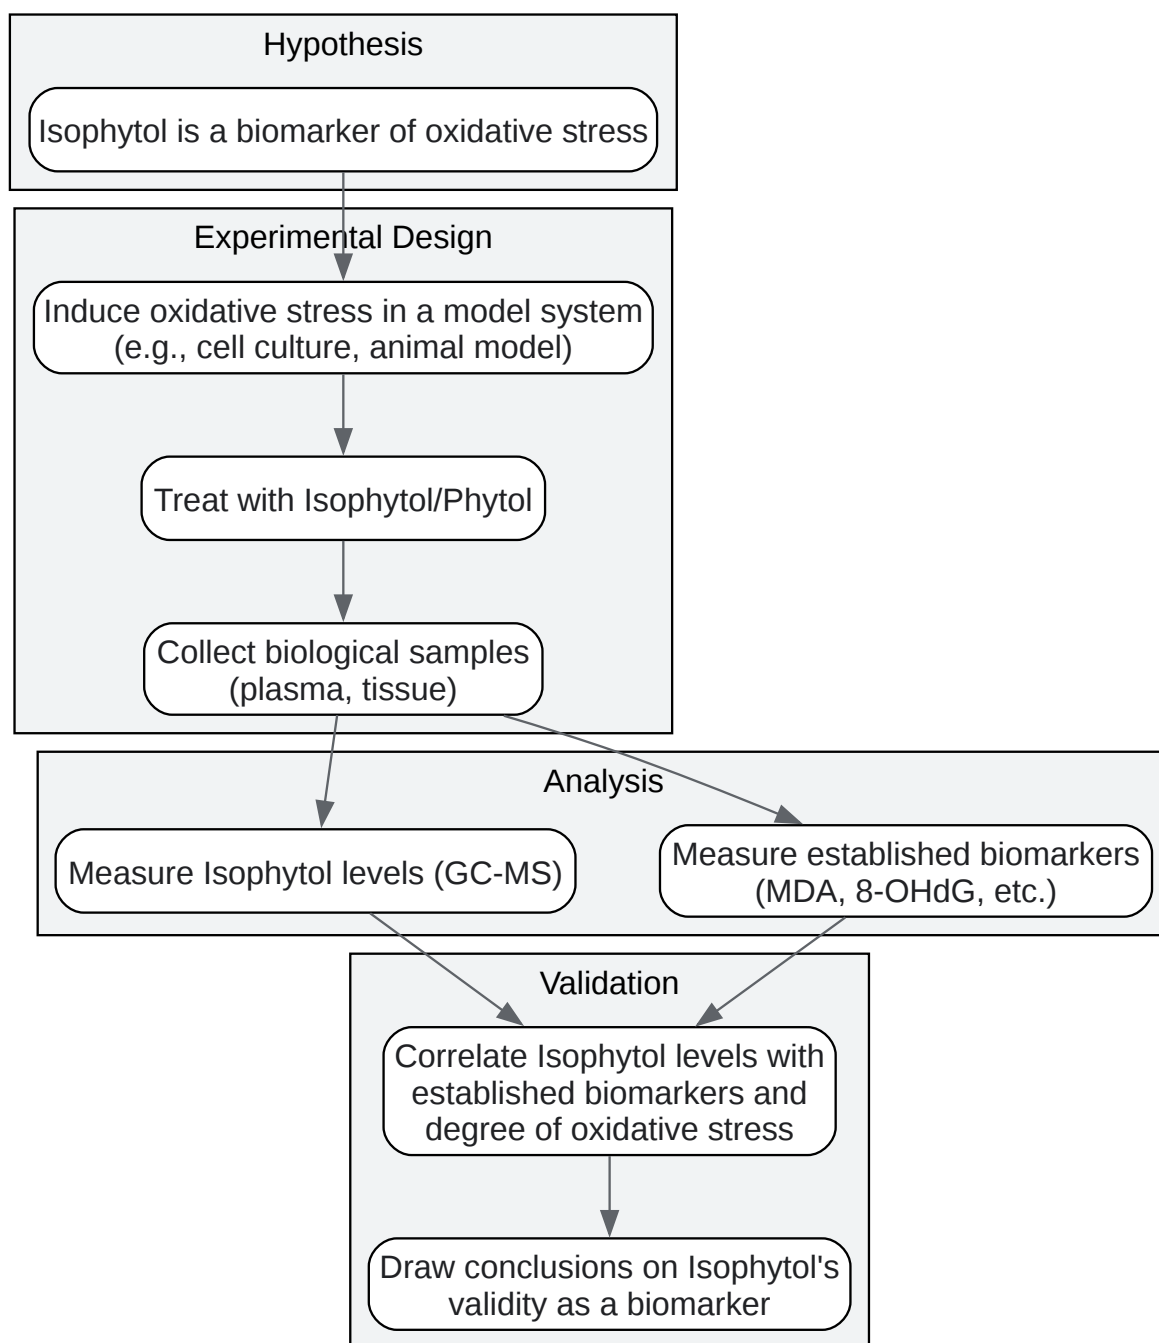 Hypothesis
Isophytol is a biomarker of oxidative stress
Experimental Design
Induce oxidative stress in a model system
(e.g., cell culture, animal model)
Treat with Isophytol/Phytol
Collect biological samples
(plasma, tissue)
Analysis
Measure Isophytol levels (GC-MS)
Measure established biomarkers
(MDA, 8-OHdG, etc.)
Validation
Correlate Isophytol levels with
established biomarkers and
degree of oxidative stress
Draw conclusions on Isophytol's
validity as a biomarker